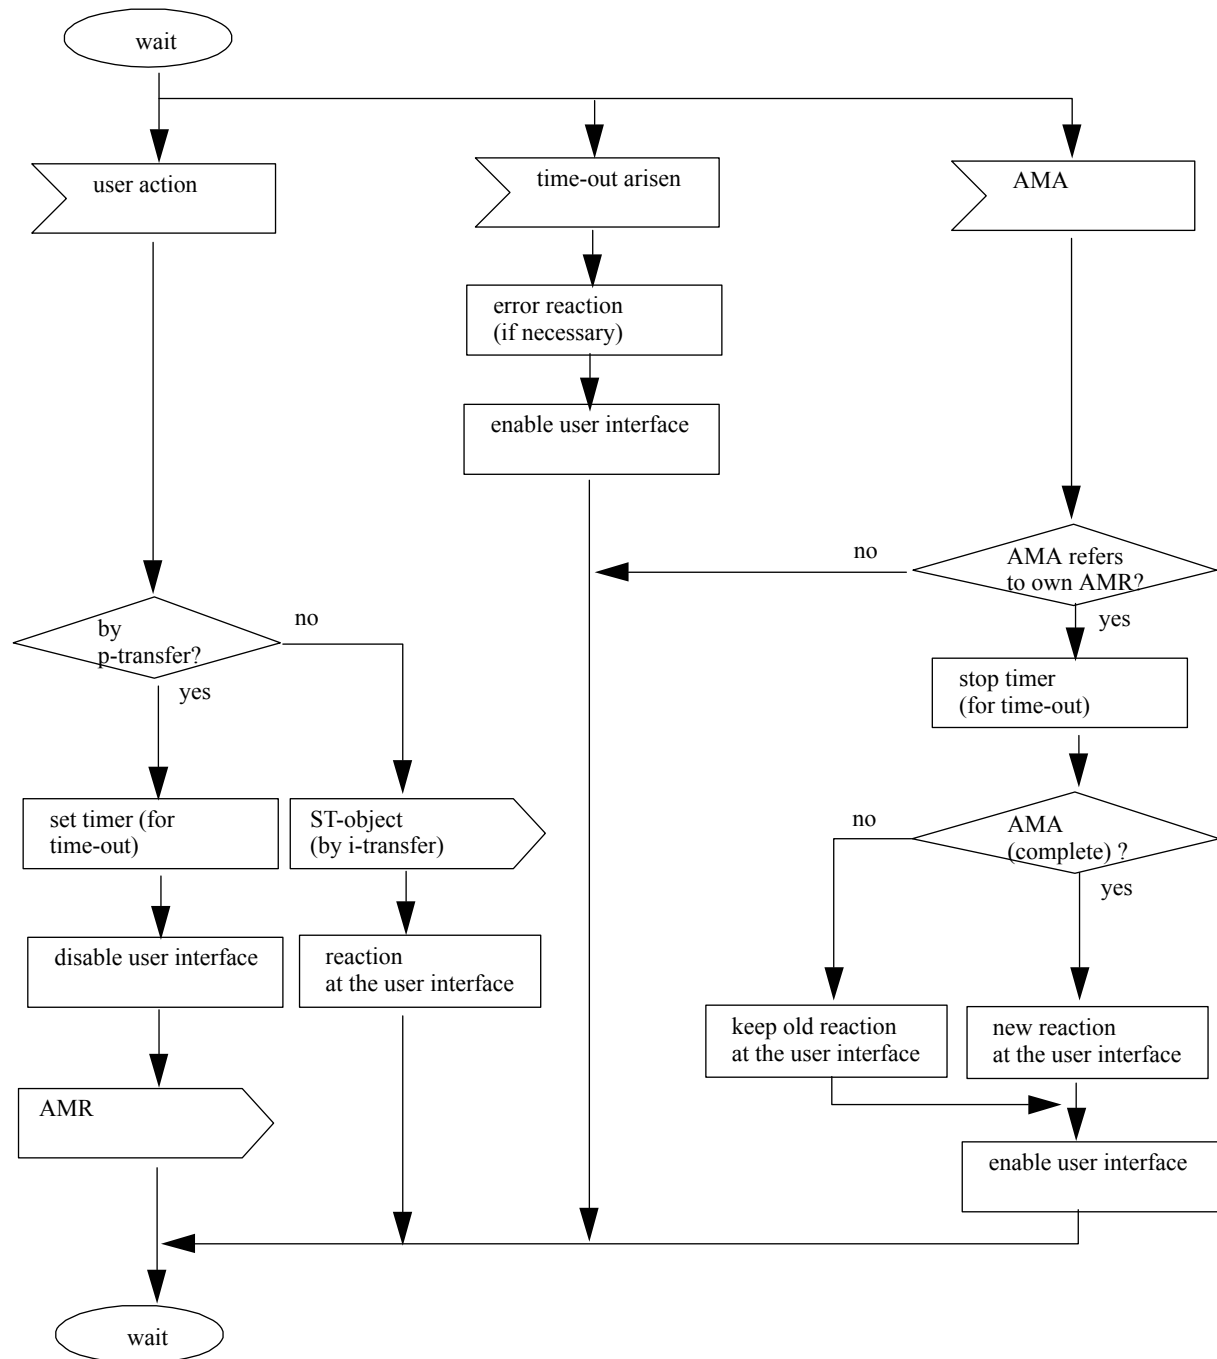 wait
user action
time-out arisen
AMA
error reaction
(if necessary)
enable user interface
no
AMA refers
to own AMR?
yes
by
p-transfer?
no
yes
stop timer
(for time-out)
set timer (for
time-out)
ST-object
(by i-transfer)
no
AMA
(complete) ?
yes
disable user interface
reaction
at the user interface
keep old reaction
at the user interface
new reaction
at the user interface
AMR
enable user interface
wait